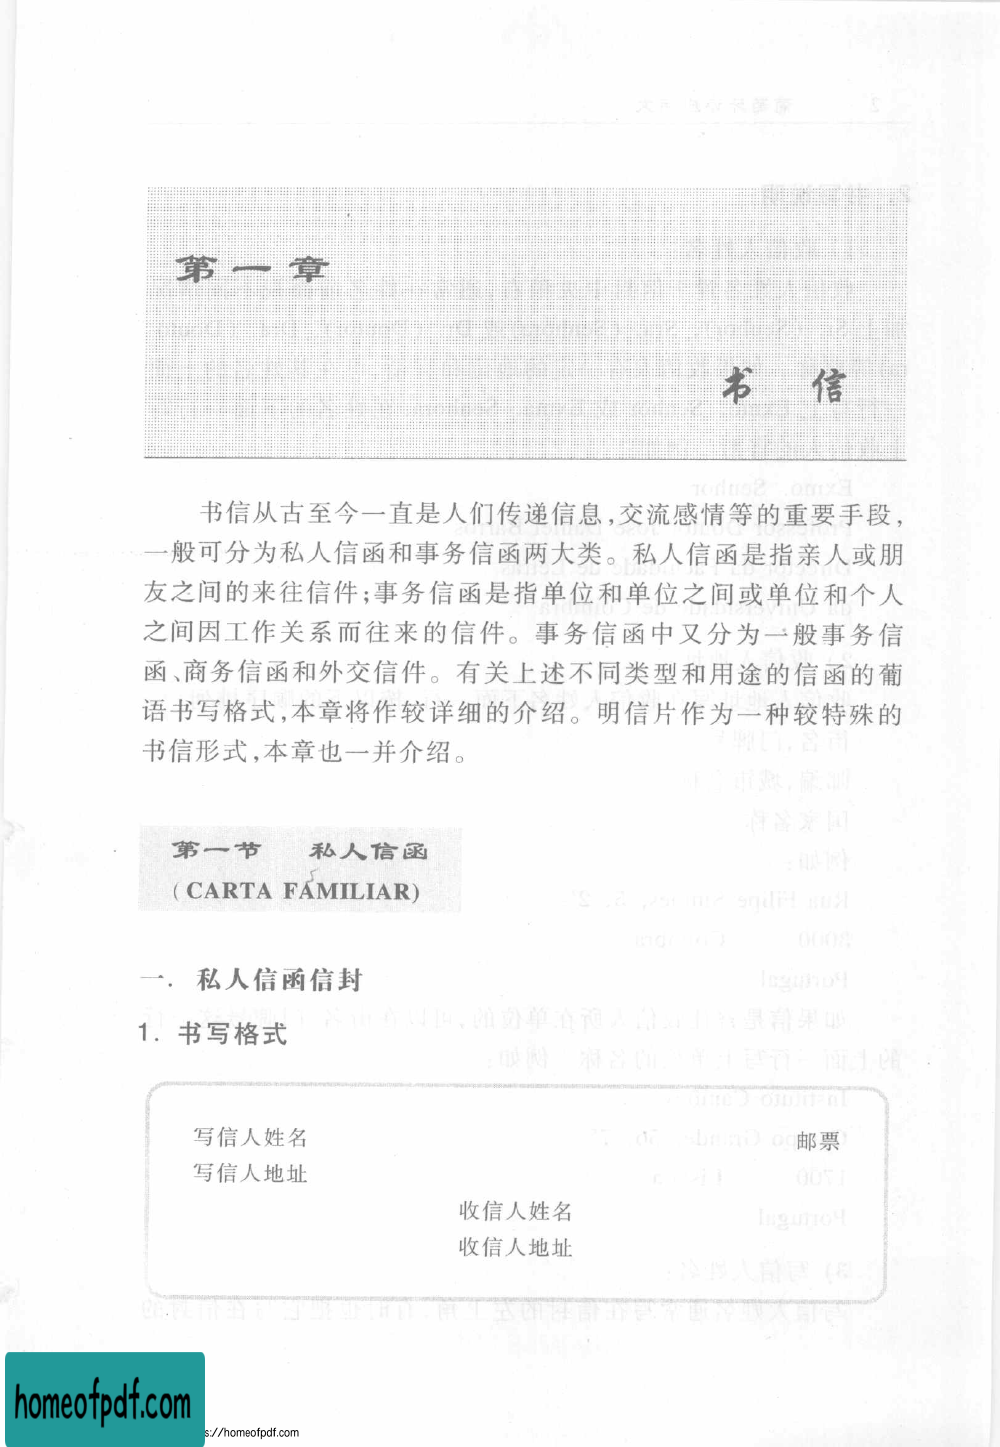 第一章
书 信
书信从古至今一直是人们传递信息,交流感情等的重要手段,
一般可分为私人信函和事务信函两大类。私人信函是指亲人或朋
友之间的来往信件;事务信函是指单位和单位之间或单位和个人
之间因工作关系而往来的信件。事务信函中又分为一般事务信
函、商务信函和外交信件。有关上述不同类型和用途的信函的葡
语书写格式,本章将作较详细的介绍。明信片作为一种较特殊的
书信形式,本章也一并介绍。
第一节 私人信函
(CARTA FAMILIAR)
一. 私人信函信封
1. 书写格式
写信人姓名 邮票
写信人地址
收信人姓名
收信人地址
homeofpdf.com
s://homeofpdf.com